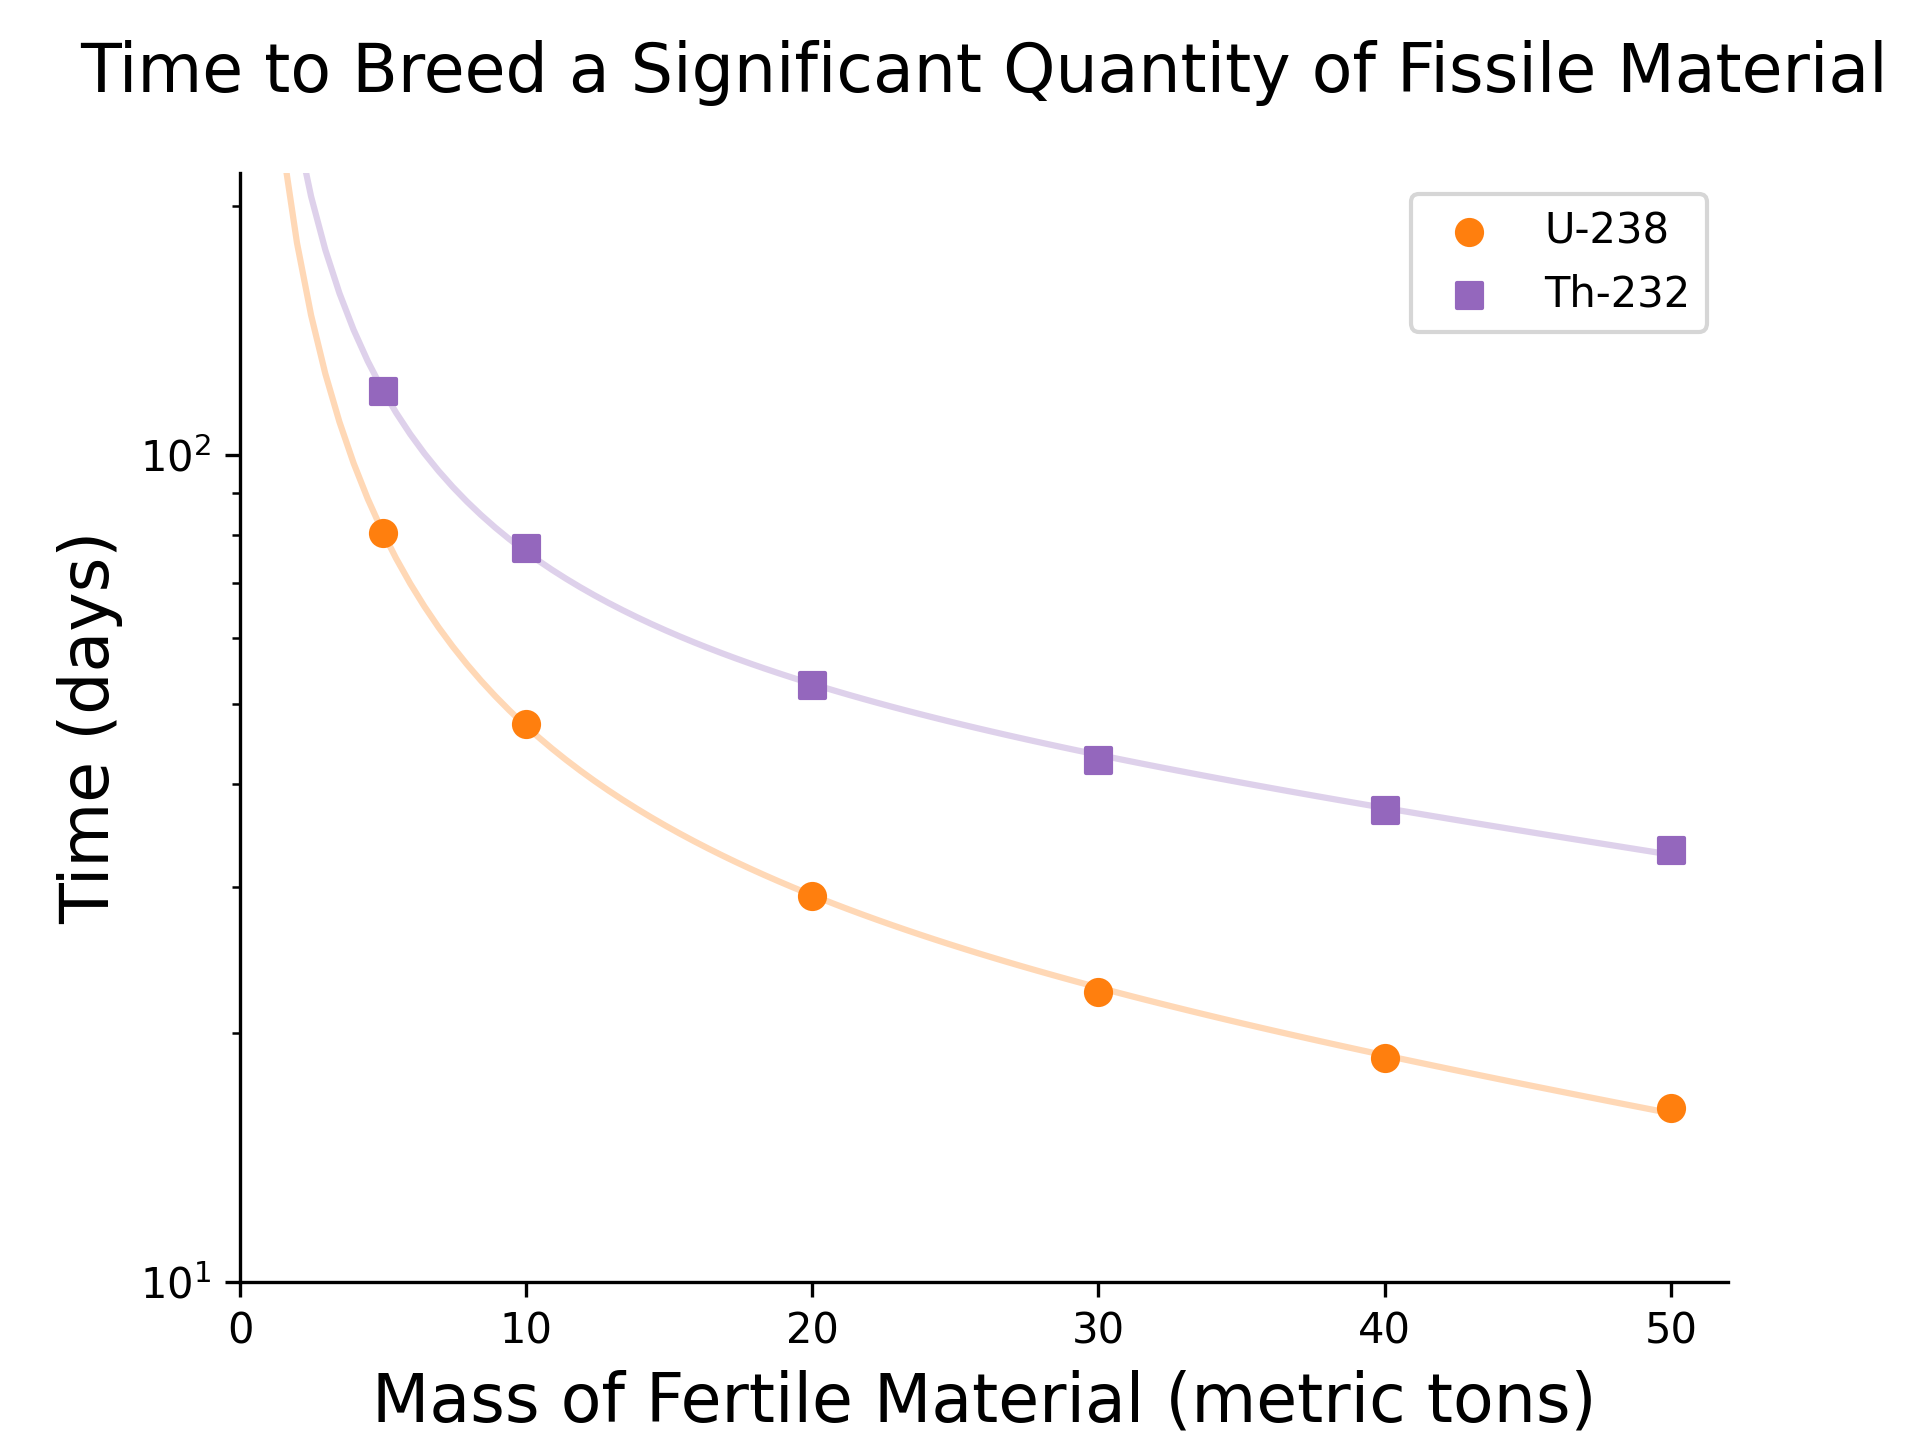 Time to Breed a Significant Quantity of Fissile Material
U-238
Th-232
10²
10¹
Time (days)
0 10 20 30 40 50
Mass of Fertile Material (metric tons)